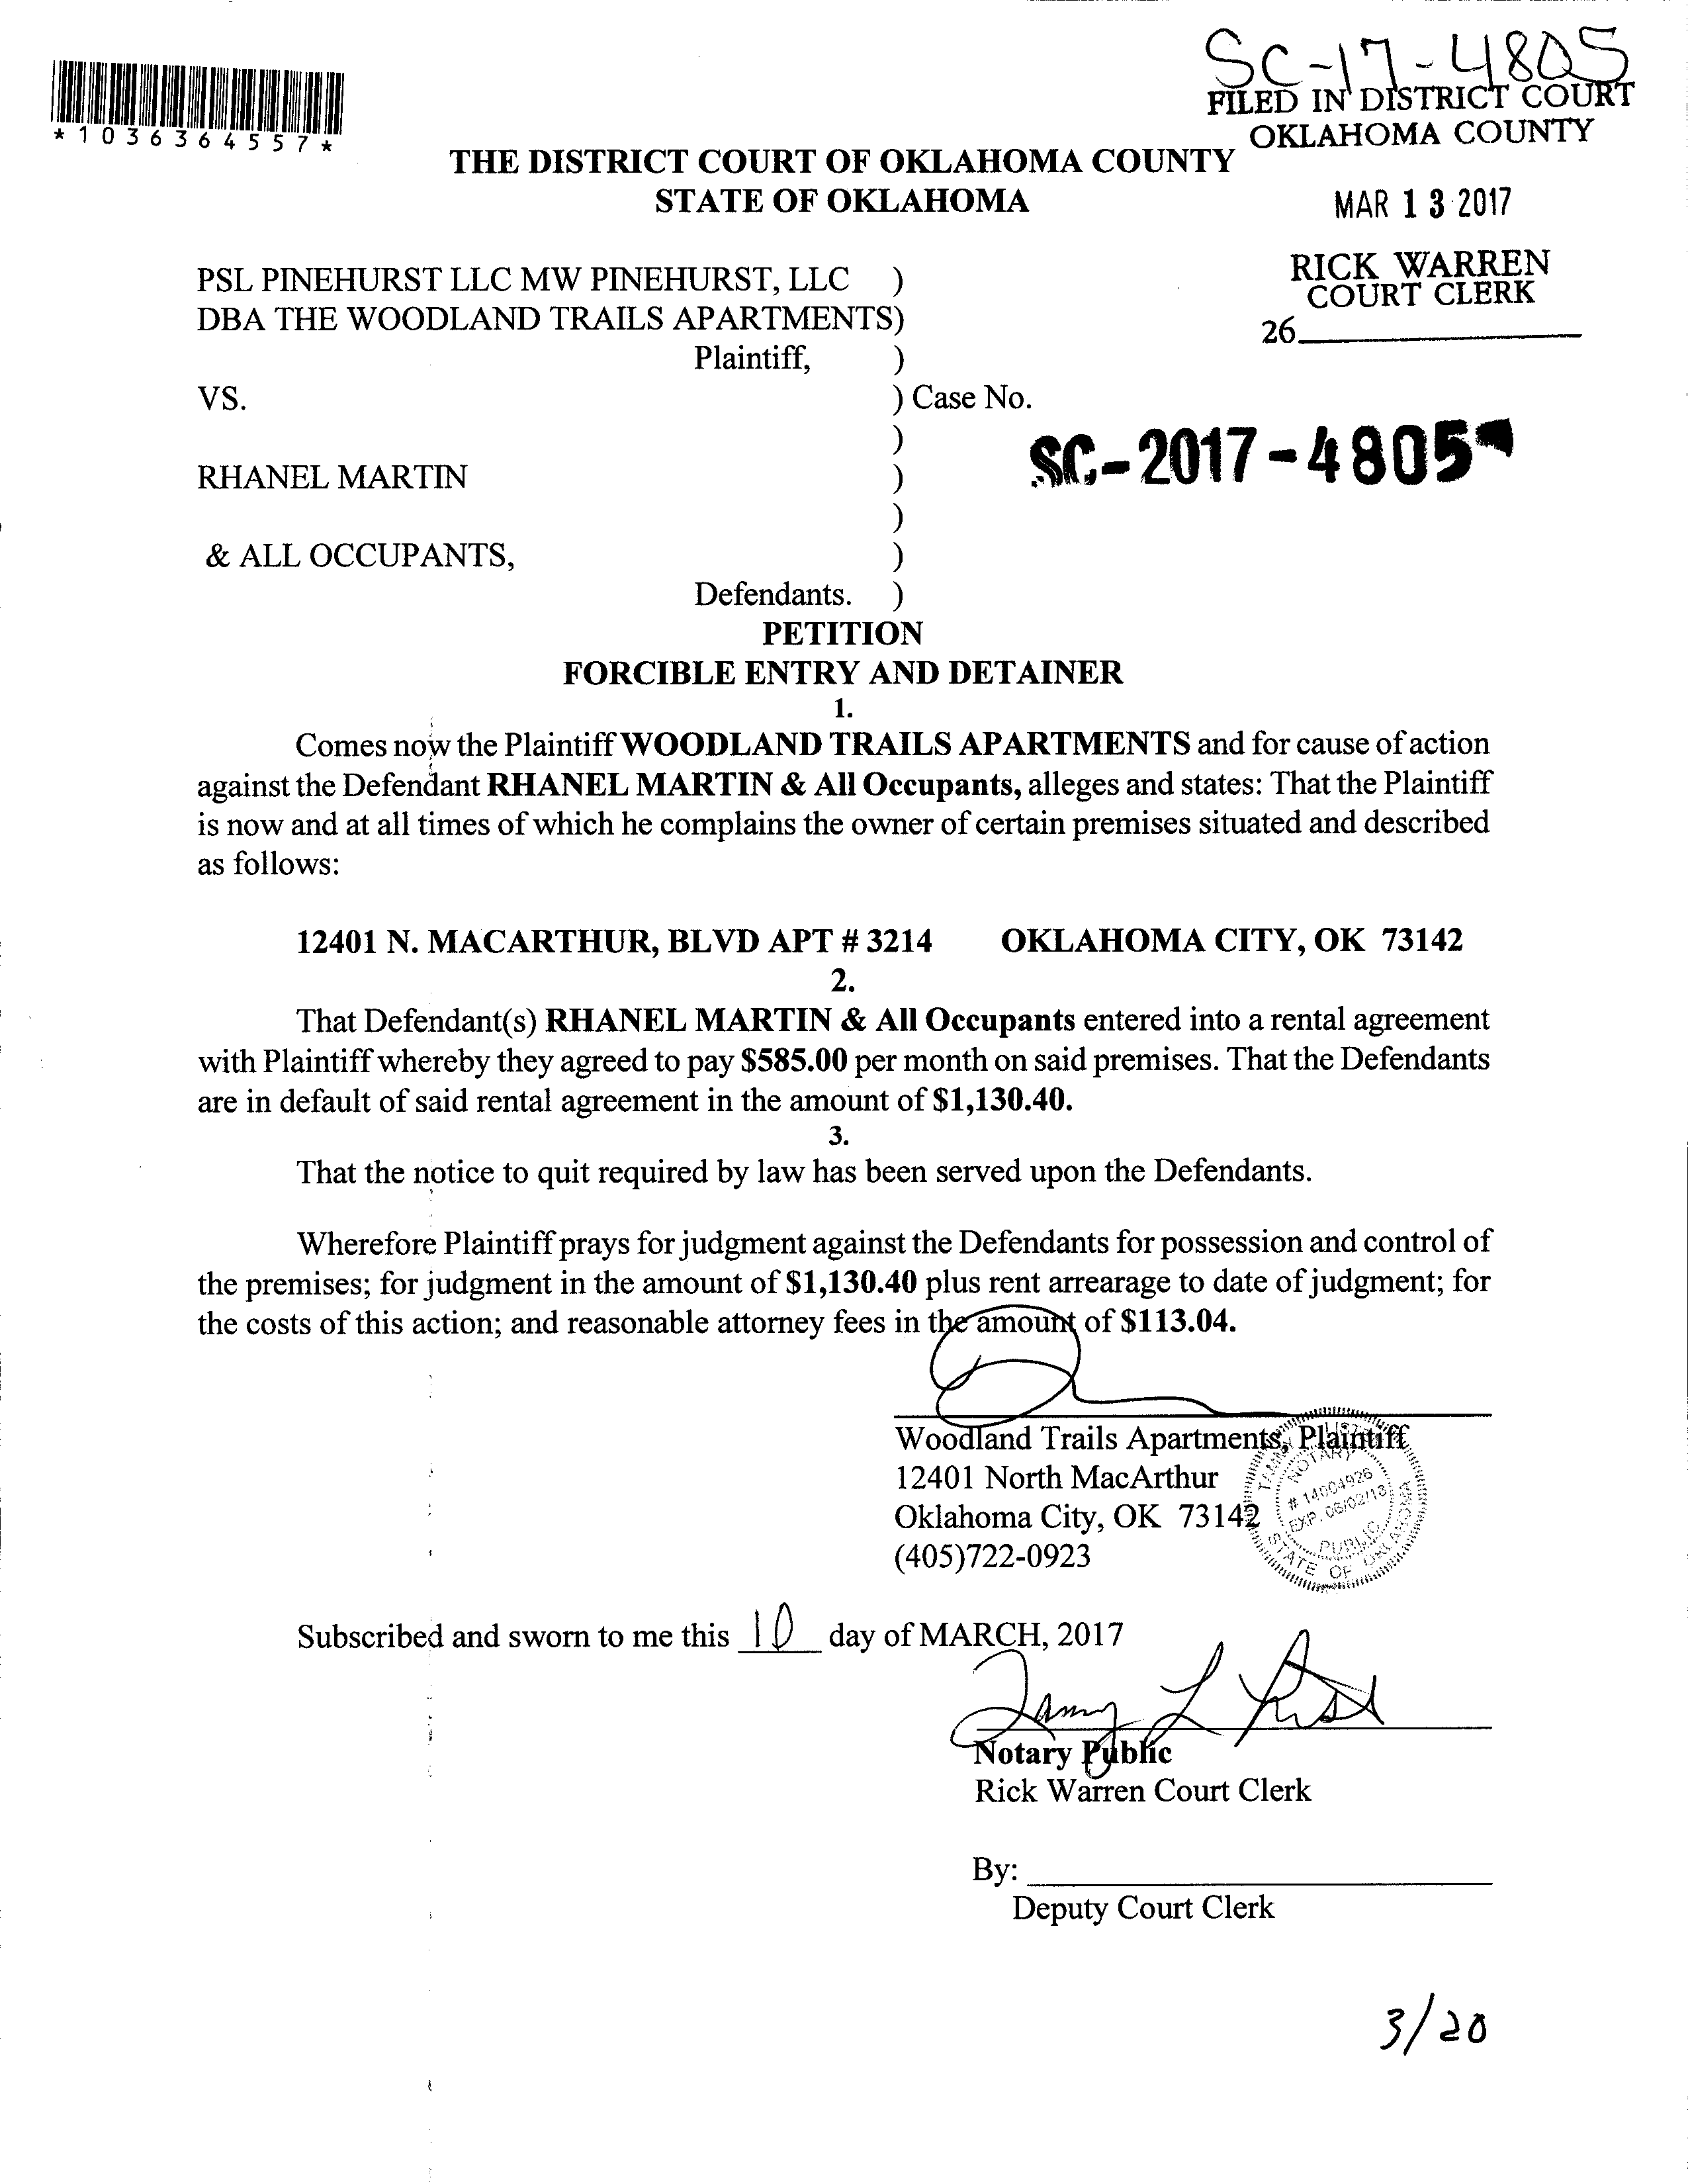 SC-17-4805
FILED IN DISTRICT COURT
OKLAHOMA COUNTY
*1036364557*
THE DISTRICT COURT OF OKLAHOMA COUNTY
STATE OF OKLAHOMA
MAR 13 2017
RICK WARREN
COURT CLERK
26
PSL PINEHURST LLC MW PINEHURST, LLC )
DBA THE WOODLAND TRAILS APARTMENTS)
Plaintiff, )
VS. ) Case No.
)
SC-2017-4805
RHANEL MARTIN )
)
& ALL OCCUPANTS, )
Defendants. )
PETITION
FORCIBLE ENTRY AND DETAINER
1.
Comes now the Plaintiff WOODLAND TRAILS APARTMENTS and for cause of action
against the Defendant RHANEL MARTIN & All Occupants, alleges and states: That the Plaintiff
is now and at all times of which he complains the owner of certain premises situated and described
as follows:
12401 N. MACARTHUR, BLVD APT # 3214 OKLAHOMA CITY, OK 73142
2.
That Defendant(s) RHANEL MARTIN & All Occupants entered into a rental agreement
with Plaintiff whereby they agreed to pay $585.00 per month on said premises. That the Defendants
are in default of said rental agreement in the amount of $1,130.40.
3.
That the notice to quit required by law has been served upon the Defendants.
Wherefore Plaintiff prays for judgment against the Defendants for possession and control of
the premises; for judgment in the amount of $1,130.40 plus rent arrearage to date of judgment; for
the costs of this action; and reasonable attorney fees in the amount of $113.04.
Woodland Trails Apartments, Plaintiff
12401 North MacArthur
Oklahoma City, OK 73142
(405)722-0923
NOTARY
# 14004926
EXP. 06/02/18
PUBLIC
STATE OF OKLAHOMA
Subscribed and sworn to me this 10 day of MARCH, 2017
Notary Public
Rick Warren Court Clerk
By:
Deputy Court Clerk
3/20